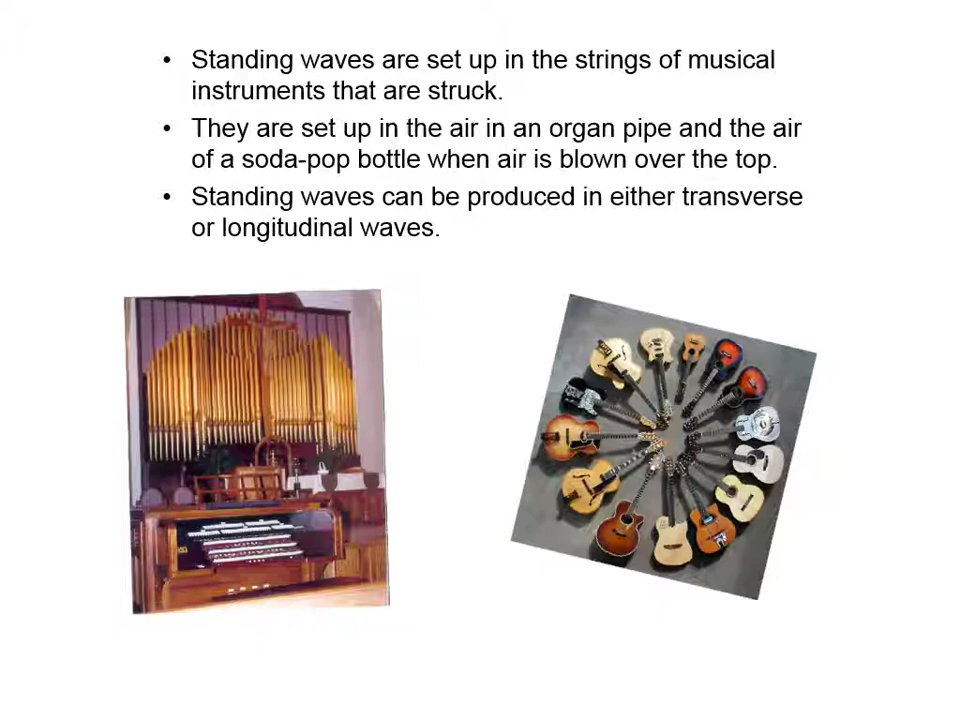 • Standing waves are set up in the strings of musical
instruments that are struck.
• They are set up in the air in an organ pipe and the air
of a soda-pop bottle when air is blown over the top.
• Standing waves can be produced in either transverse
or longitudinal waves.